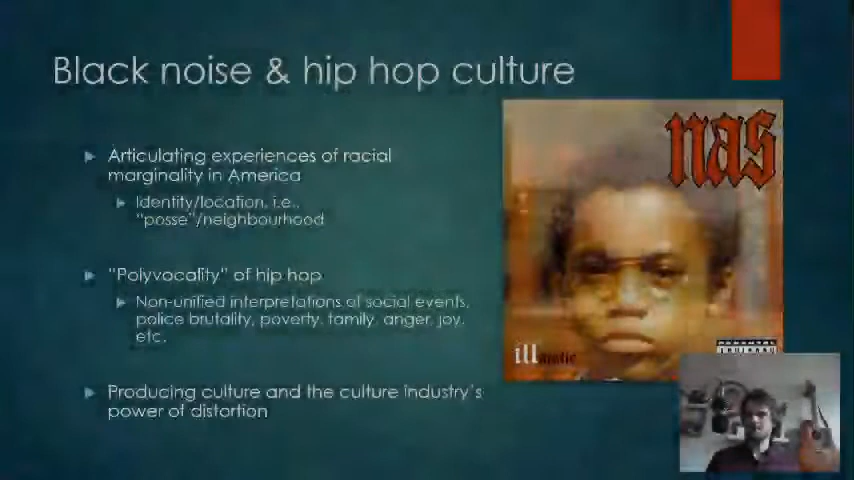 Black noise & hip hop culture
Articulating experiences of racial
marginality in America
Identity/location, i.e.,
"posse"/neighbourhood
"Polyvocality" of hip hop
Non-unified interpretations of social events,
police brutality, poverty, family, anger, joy,
etc.
Producing culture and the culture industry's
power of distortion
nas
illmatic
PARENTAL